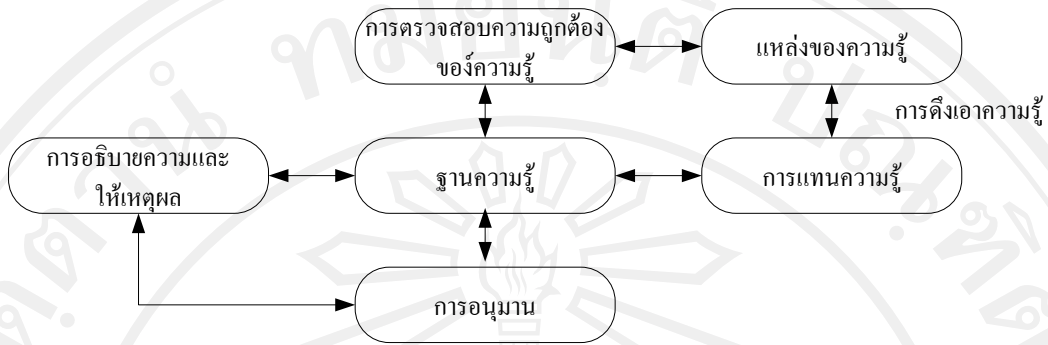 การตรวจสอบความถูกต้อง
ของ์ความรู้
แหล่งของความรู้
การดึงเอาความรู้
การอธิบายความและ
ให้เหตุผล
ฐานความรู้
การแทนความรู้
การอนุมาน